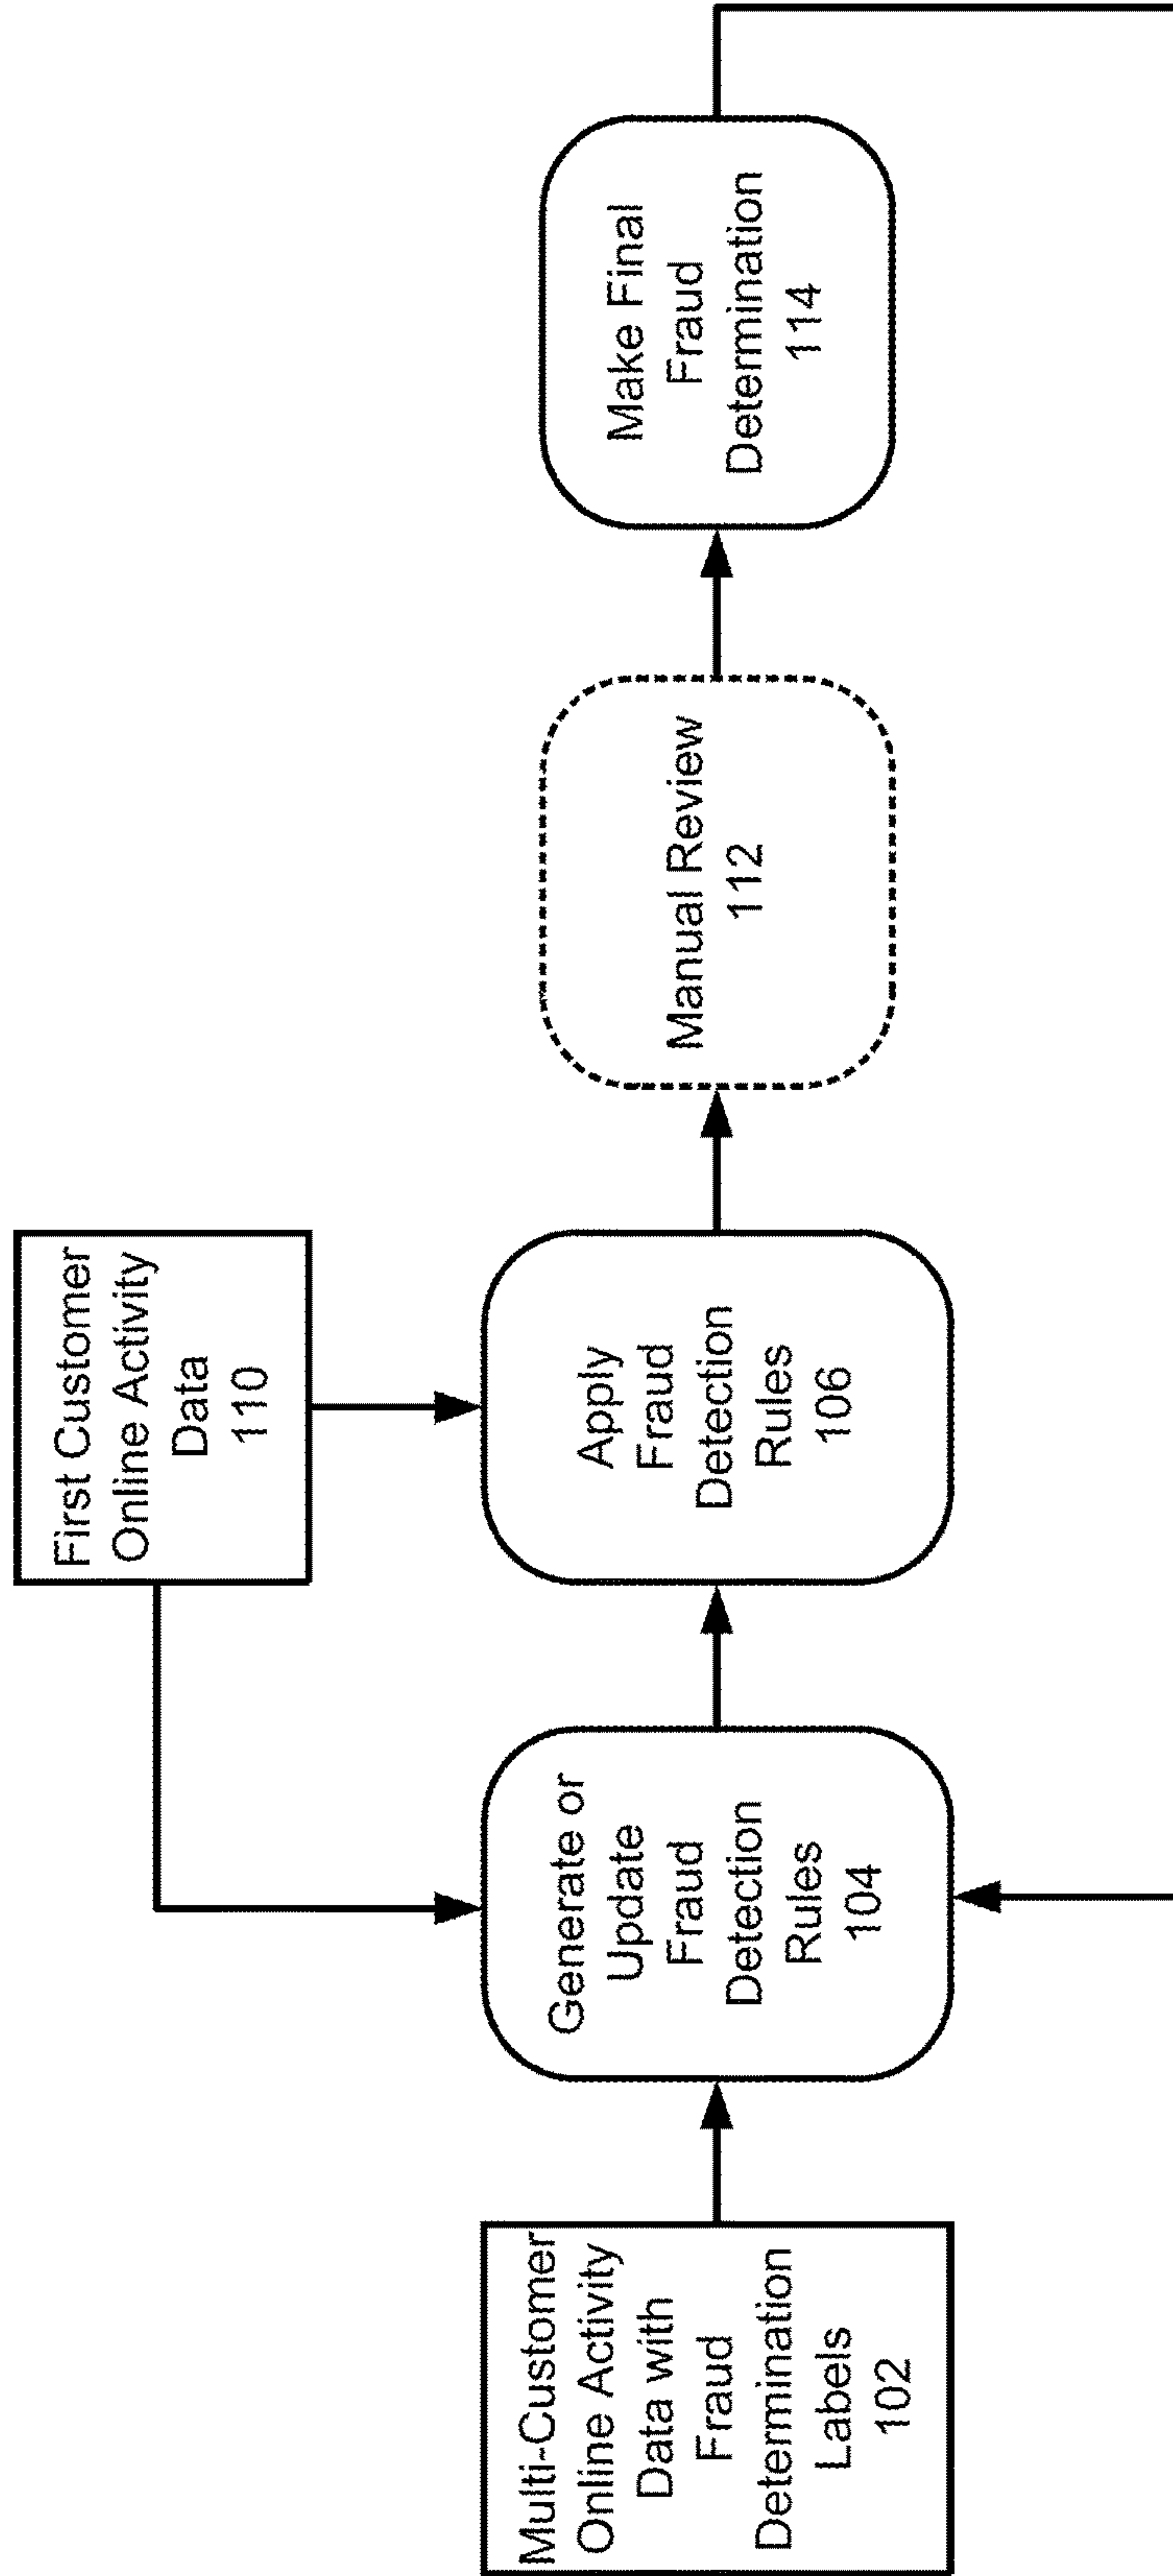 First Customer
Online Activity
Data
110
Multi-Customer
Online Activity
Data with
Fraud
Determination
Labels
102
Generate or
Update
Fraud
Detection
Rules
104
Apply
Fraud
Detection
Rules
106
Manual Review
112
Make Final
Fraud
Determination
114